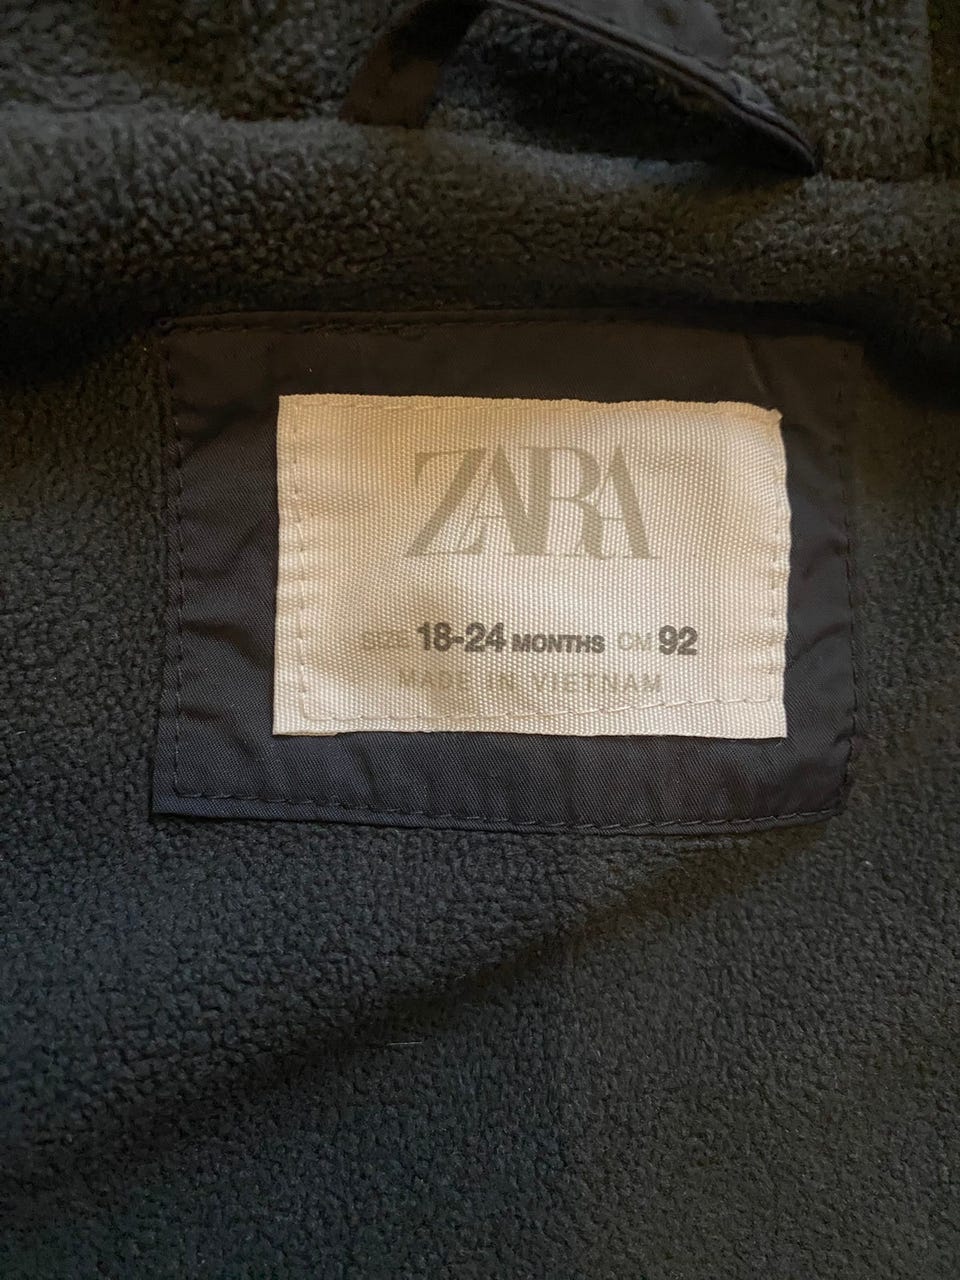 ZARA
SIZE 18-24 MONTHS CM 92
MADE IN VIETNAM